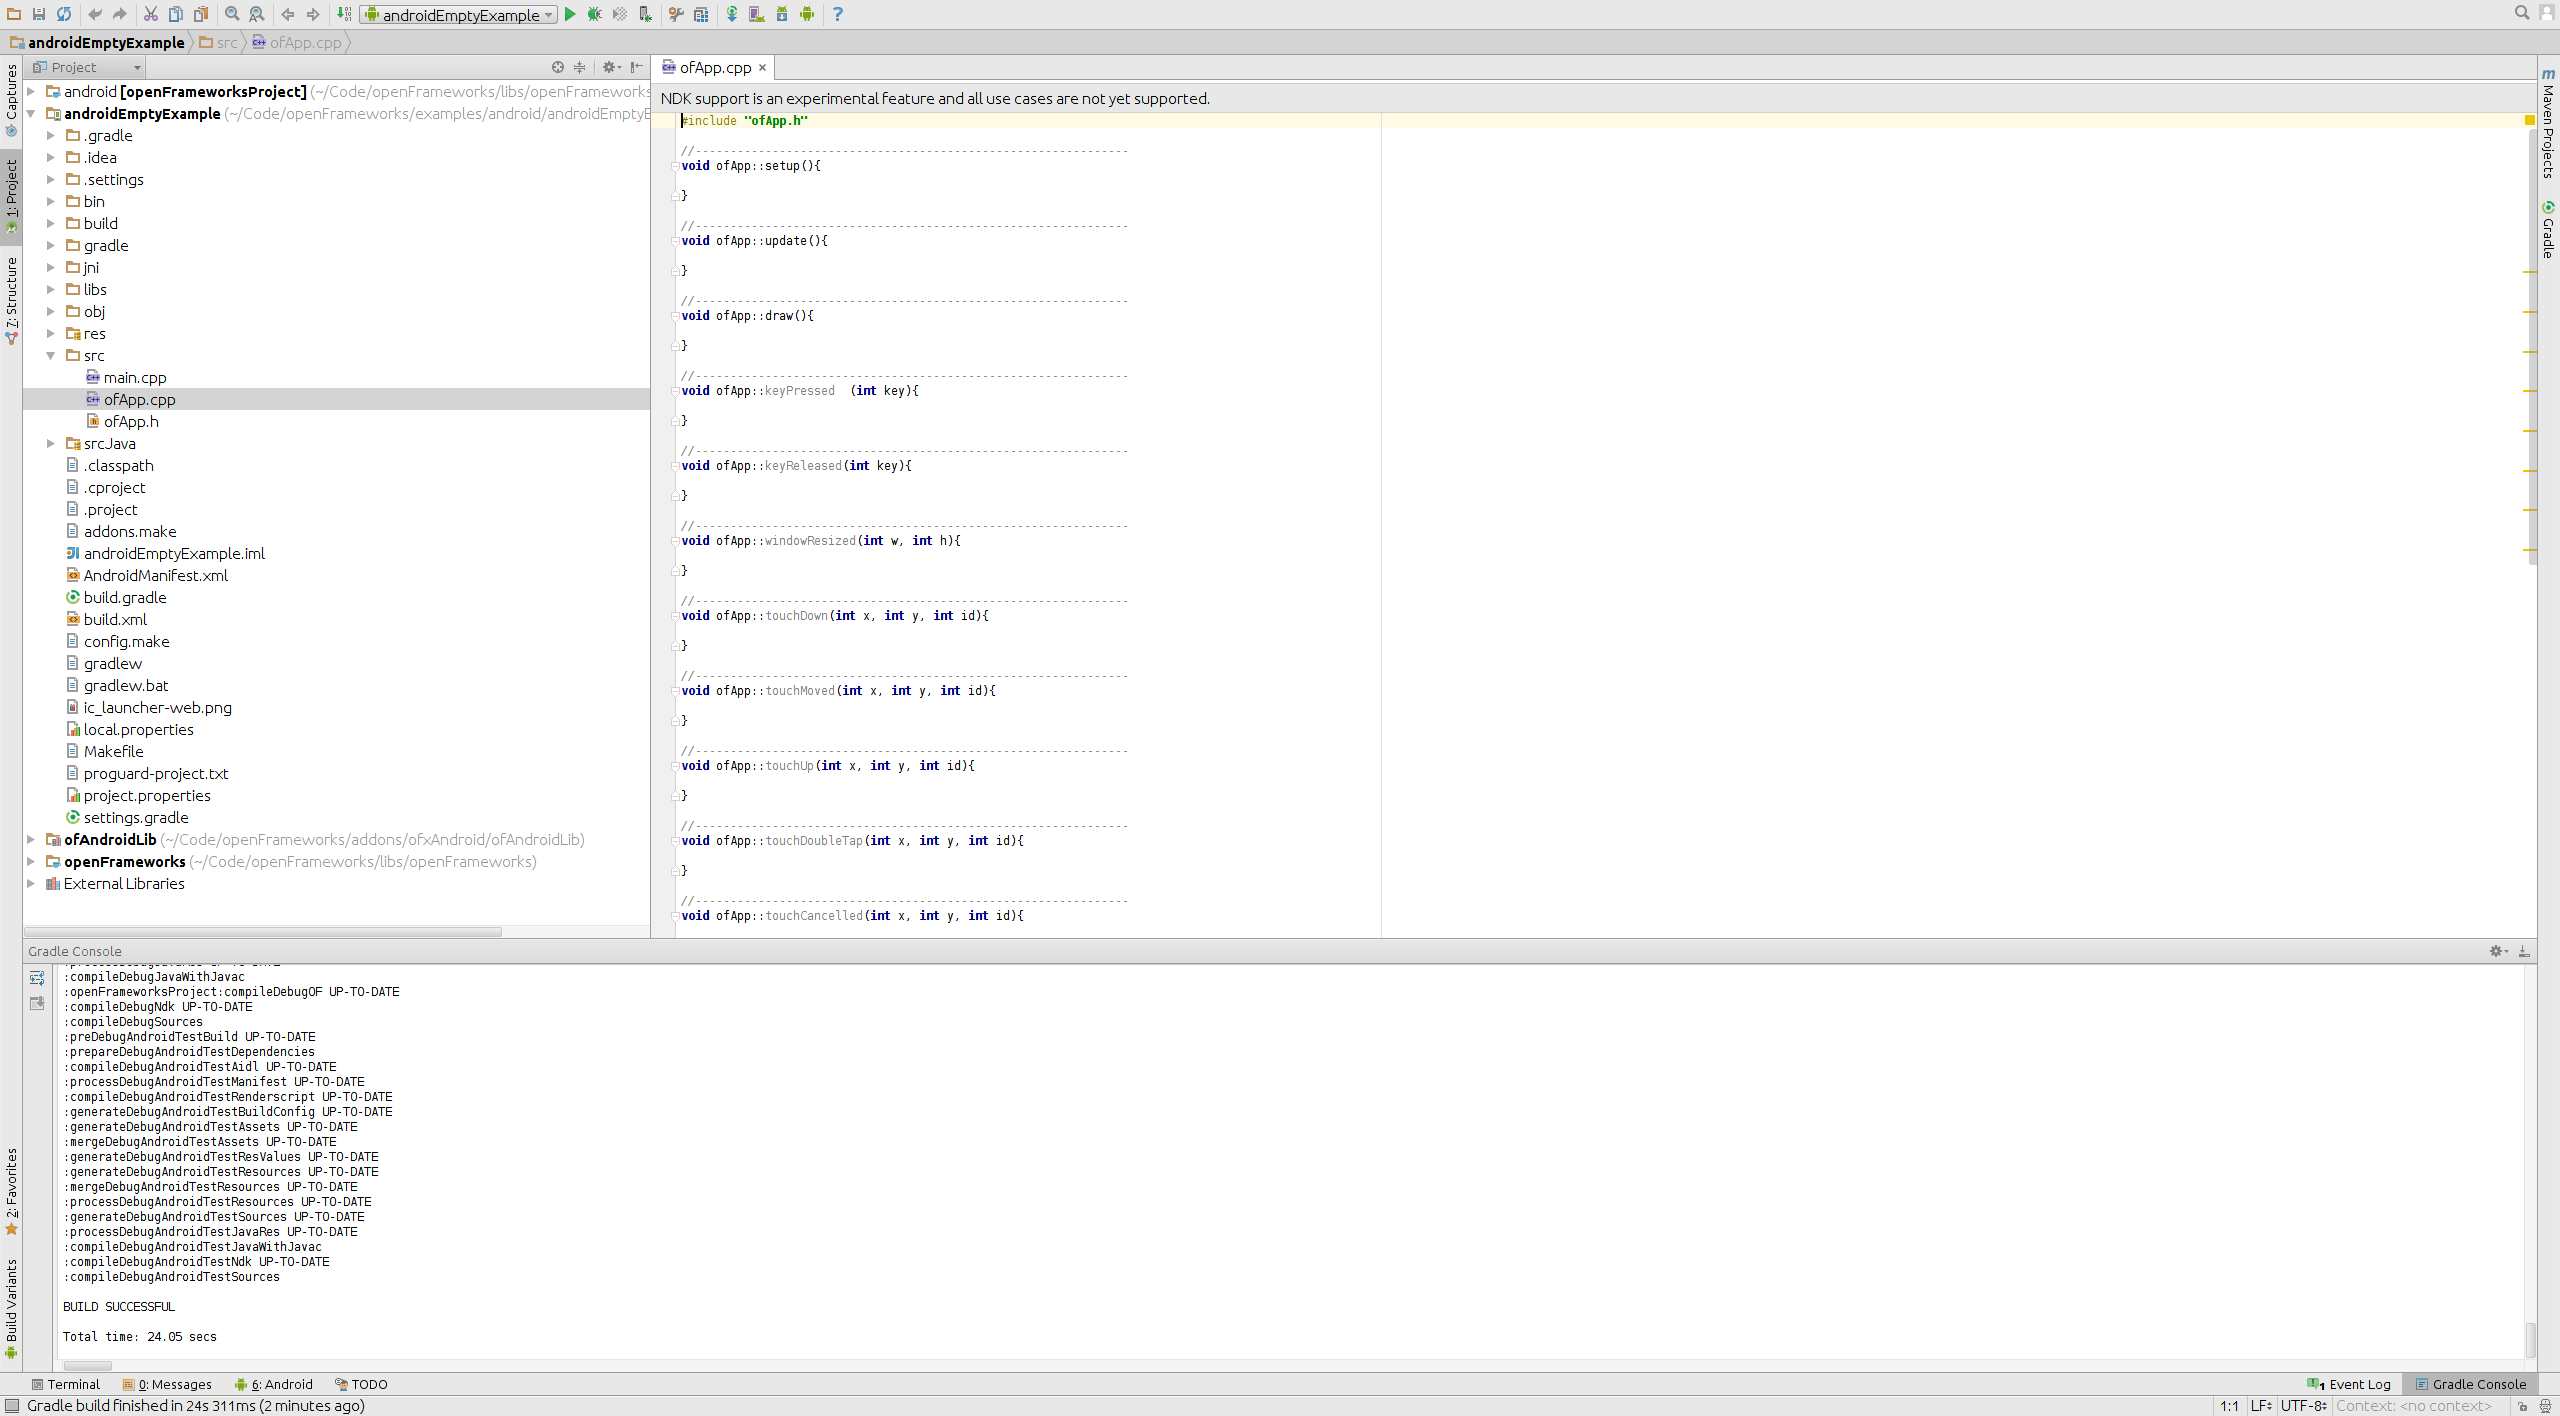 androidEmptyExample
androidEmptyExample src ofApp.cpp
Captures
1: Project
7: Structure
2: Favorites
Build Variants
Project
android [openFrameworksProject] (~/Code/openFrameworks/libs/openFrameworks
androidEmptyExample (~/Code/openFrameworks/examples/android/androidEmptyE
.gradle
.idea
.settings
bin
build
gradle
jni
libs
obj
res
src
main.cpp
ofApp.cpp
ofApp.h
srcJava
.classpath
.cproject
.project
addons.make
androidEmptyExample.iml
AndroidManifest.xml
build.gradle
build.xml
config.make
gradlew
gradlew.bat
ic_launcher-web.png
local.properties
Makefile
proguard-project.txt
project.properties
settings.gradle
ofAndroidLib (~/Code/openFrameworks/addons/ofxAndroid/ofAndroidLib)
openFrameworks (~/Code/openFrameworks/libs/openFrameworks)
External Libraries
ofApp.cpp
NDK support is an experimental feature and all use cases are not yet supported.
#include "ofApp.h"
//--------------------------------------------------------------
void ofApp::setup(){
}
//--------------------------------------------------------------
void ofApp::update(){
}
//--------------------------------------------------------------
void ofApp::draw(){
}
//--------------------------------------------------------------
void ofApp::keyPressed  (int key){
}
//--------------------------------------------------------------
void ofApp::keyReleased(int key){
}
//--------------------------------------------------------------
void ofApp::windowResized(int w, int h){
}
//--------------------------------------------------------------
void ofApp::touchDown(int x, int y, int id){
}
//--------------------------------------------------------------
void ofApp::touchMoved(int x, int y, int id){
}
//--------------------------------------------------------------
void ofApp::touchUp(int x, int y, int id){
}
//--------------------------------------------------------------
void ofApp::touchDoubleTap(int x, int y, int id){
}
//--------------------------------------------------------------
void ofApp::touchCancelled(int x, int y, int id){
Maven Projects
Gradle
Gradle Console
:compileDebugJavaWithJavac
:openFrameworksProject:compileDebugOF UP-TO-DATE
:compileDebugNdk UP-TO-DATE
:compileDebugSources
:preDebugAndroidTestBuild UP-TO-DATE
:prepareDebugAndroidTestDependencies
:compileDebugAndroidTestAidl UP-TO-DATE
:processDebugAndroidTestManifest UP-TO-DATE
:compileDebugAndroidTestRenderscript UP-TO-DATE
:generateDebugAndroidTestBuildConfig UP-TO-DATE
:generateDebugAndroidTestAssets UP-TO-DATE
:mergeDebugAndroidTestAssets UP-TO-DATE
:generateDebugAndroidTestResValues UP-TO-DATE
:generateDebugAndroidTestResources UP-TO-DATE
:mergeDebugAndroidTestResources UP-TO-DATE
:processDebugAndroidTestResources UP-TO-DATE
:generateDebugAndroidTestSources UP-TO-DATE
:processDebugAndroidTestJavaRes UP-TO-DATE
:compileDebugAndroidTestJavaWithJavac
:compileDebugAndroidTestNdk UP-TO-DATE
:compileDebugAndroidTestSources
BUILD SUCCESSFUL
Total time: 24.05 secs
Terminal 0: Messages 6: Android TODO 1 Event Log Gradle Console
Gradle build finished in 24s 311ms (2 minutes ago) 1:1 LF UTF-8 Context: <no context>